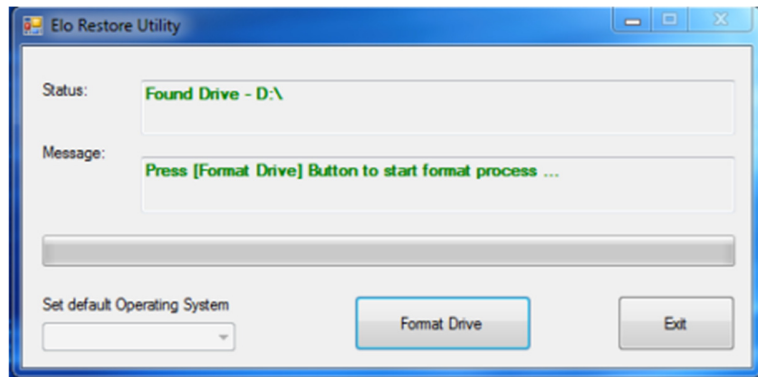 Elo Restore Utility
Status:
Found Drive - D:\
Message:
Press [Format Drive] Button to start format process ...
Set default Operating System
Format Drive
Exit